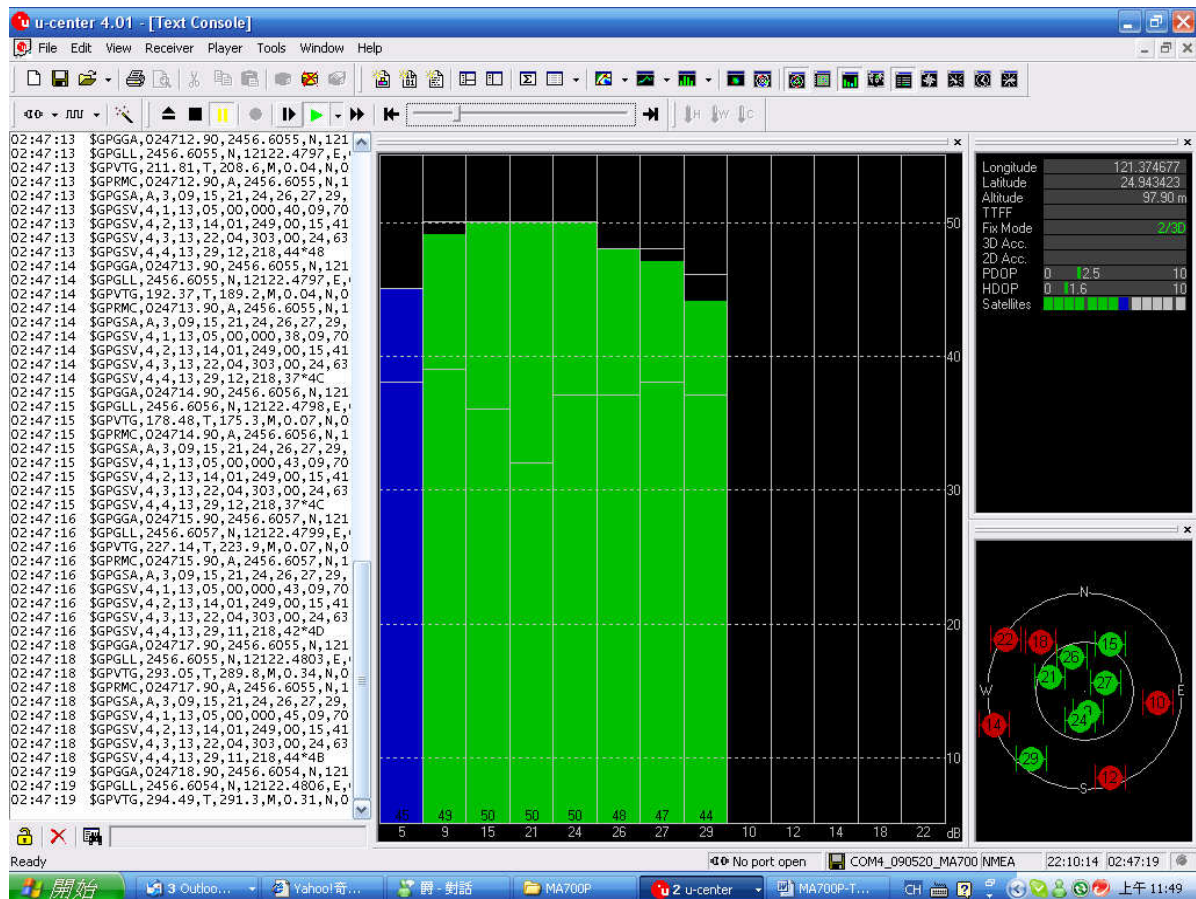 u-center 4.01 - [Text Console]
File Edit View Receiver Player Tools Window Help
02:47:13 $GPGGA,024712.90,2456.6055,N,121
02:47:13 $GPGLL,2456.6055,N,12122.4797,E,
02:47:13 $GPVTG,211.81,T,208.6,M,0.04,N,0
02:47:13 $GPRMC,024712.90,A,2456.6055,N,1
02:47:13 $GPGSA,A,3,09,15,21,24,26,27,29,
02:47:13 $GPGSV,4,1,13,05,00,000,40,09,70
02:47:13 $GPGSV,4,2,13,14,01,249,00,15,41
02:47:13 $GPGSV,4,3,13,22,04,303,00,24,63
02:47:13 $GPGSV,4,4,13,29,12,218,44*48
02:47:14 $GPGGA,024713.90,2456.6055,N,121
02:47:14 $GPGLL,2456.6055,N,12122.4797,E,
02:47:14 $GPVTG,192.37,T,189.2,M,0.04,N,0
02:47:14 $GPRMC,024713.90,A,2456.6055,N,1
02:47:14 $GPGSA,A,3,09,15,21,24,26,27,29,
02:47:14 $GPGSV,4,1,13,05,00,000,38,09,70
02:47:14 $GPGSV,4,2,13,14,01,249,00,15,41
02:47:14 $GPGSV,4,3,13,22,04,303,00,24,63
02:47:14 $GPGSV,4,4,13,29,12,218,37*4C
02:47:15 $GPGGA,024714.90,2456.6056,N,121
02:47:15 $GPGLL,2456.6056,N,12122.4798,E,
02:47:15 $GPVTG,178.48,T,175.3,M,0.07,N,0
02:47:15 $GPRMC,024714.90,A,2456.6056,N,1
02:47:15 $GPGSA,A,3,09,15,21,24,26,27,29,
02:47:15 $GPGSV,4,1,13,05,00,000,43,09,70
02:47:15 $GPGSV,4,2,13,14,01,249,00,15,41
02:47:15 $GPGSV,4,3,13,22,04,303,00,24,63
02:47:15 $GPGSV,4,4,13,29,12,218,37*4C
02:47:16 $GPGGA,024715.90,2456.6057,N,121
02:47:16 $GPGLL,2456.6057,N,12122.4799,E,
02:47:16 $GPVTG,227.14,T,223.9,M,0.07,N,0
02:47:16 $GPRMC,024715.90,A,2456.6057,N,1
02:47:16 $GPGSA,A,3,09,15,21,24,26,27,29,
02:47:16 $GPGSV,4,1,13,05,00,000,43,09,70
02:47:16 $GPGSV,4,2,13,14,01,249,00,15,41
02:47:16 $GPGSV,4,3,13,22,04,303,00,24,63
02:47:16 $GPGSV,4,4,13,29,11,218,42*4D
02:47:18 $GPGGA,024717.90,2456.6055,N,121
02:47:18 $GPGLL,2456.6055,N,12122.4803,E,
02:47:18 $GPVTG,293.05,T,289.8,M,0.34,N,0
02:47:18 $GPRMC,024717.90,A,2456.6055,N,1
02:47:18 $GPGSA,A,3,09,15,21,24,26,27,29,
02:47:18 $GPGSV,4,1,13,05,00,000,45,09,70
02:47:18 $GPGSV,4,2,13,14,01,249,00,15,41
02:47:18 $GPGSV,4,3,13,22,04,303,00,24,63
02:47:18 $GPGSV,4,4,13,29,11,218,44*4B
02:47:19 $GPGGA,024718.90,2456.6054,N,121
02:47:19 $GPGLL,2456.6054,N,12122.4806,E,
02:47:19 $GPVTG,294.49,T,291.3,M,0.31,N,0
50
40
30
20
10
45 49 50 50 50 48 47 44
5 9 15 21 24 26 27 29 10 12 14 18 22 dB
Longitude 121.374677
Latitude 24.943423
Altitude 97.90 m
TTFF
Fix Mode 2/3D
3D Acc.
2D Acc.
PDOP 0 2.5 10
HDOP 0 1.6 10
Satellites
N
22 18 15
26
21 27
W E
10
24
14
29
12
S
Ready No port open COM4_090520_MA700 NMEA 22:10:14 02:47:19
開始 3 Outloo... Yahoo!奇... 爵 - 對話 MA700P 2 u-center MA700P-T... CH 上午 11:49